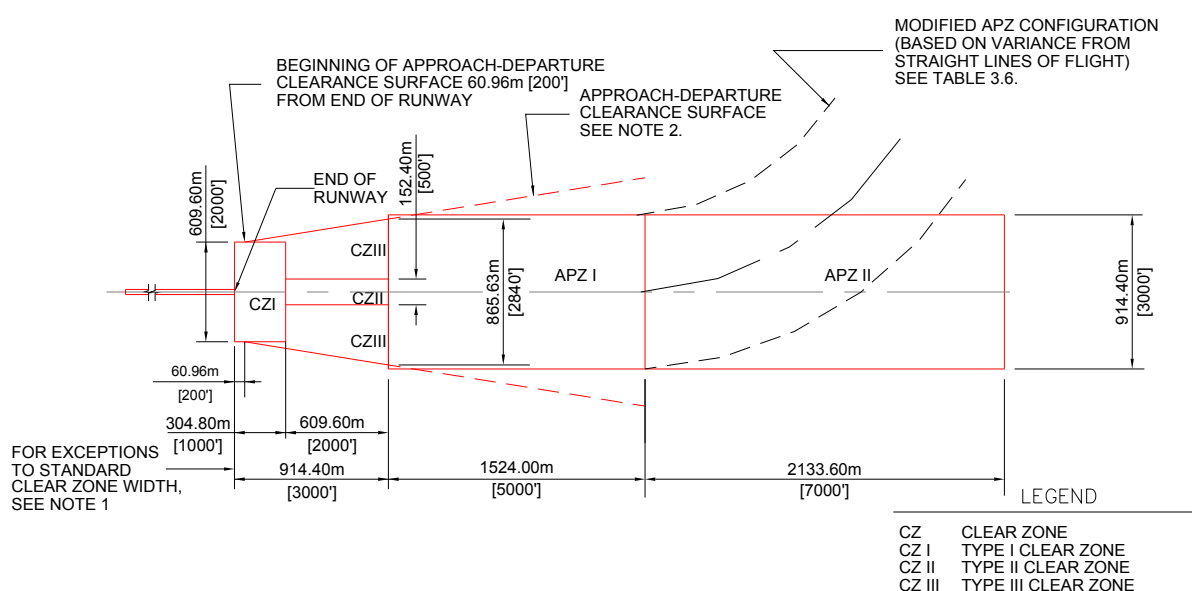 MODIFIED APZ CONFIGURATION
(BASED ON VARIANCE FROM
STRAIGHT LINES OF FLIGHT)
SEE TABLE 3.6.
BEGINNING OF APPROACH-DEPARTURE
CLEARANCE SURFACE 60.96m [200']
FROM END OF RUNWAY
APPROACH-DEPARTURE
CLEARANCE SURFACE
SEE NOTE 2.
END OF
RUNWAY
609.60m
[2000']
152.40m
[500']
CZIII
CZI
CZII
CZIII
865.63m
[2840']
APZ I
APZ II
914.40m
[3000']
60.96m
[200']
304.80m
[1000']
609.60m
[2000']
914.40m
[3000']
1524.00m
[5000']
2133.60m
[7000']
FOR EXCEPTIONS
TO STANDARD
CLEAR ZONE WIDTH,
SEE NOTE 1
LEGEND
CZ CLEAR ZONE
CZ I TYPE I CLEAR ZONE
CZ II TYPE II CLEAR ZONE
CZ III TYPE III CLEAR ZONE